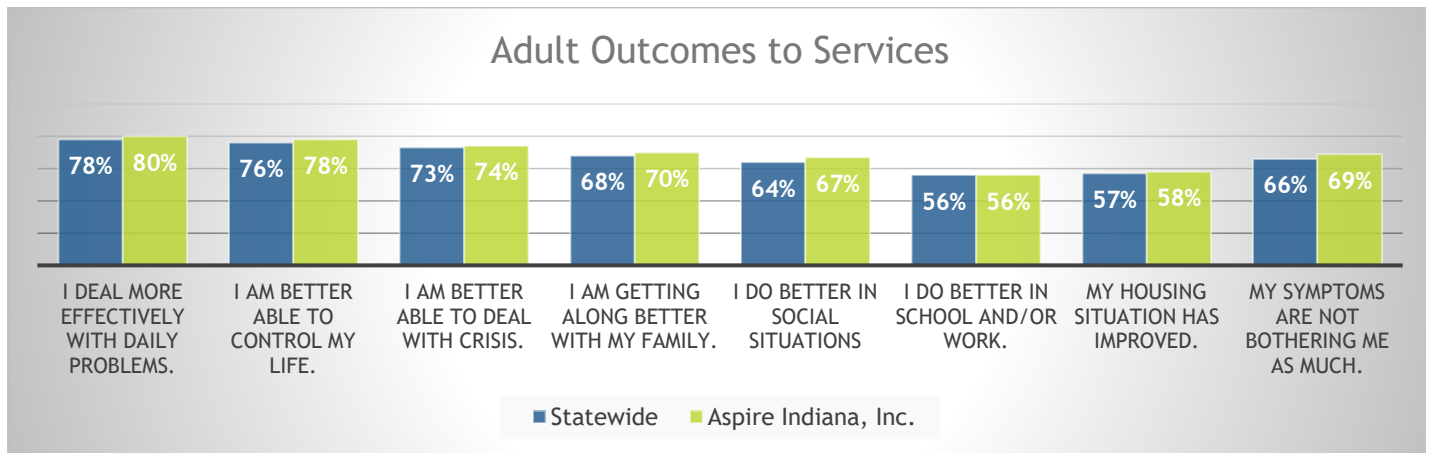 Adult Outcomes to Services
78% 80% 76% 78% 73% 74% 68% 70% 64% 67% 56% 56% 57% 58% 66% 69%
I DEAL MORE
EFFECTIVELY
WITH DAILY
PROBLEMS.
I AM BETTER
ABLE TO
CONTROL MY
LIFE.
I AM BETTER
ABLE TO DEAL
WITH CRISIS.
I AM GETTING
ALONG BETTER
WITH MY FAMILY.
I DO BETTER IN
SOCIAL
SITUATIONS
I DO BETTER IN
SCHOOL AND/OR
WORK.
MY HOUSING
SITUATION HAS
IMPROVED.
MY SYMPTOMS
ARE NOT
BOTHERING ME
AS MUCH.
Statewide Aspire Indiana, Inc.